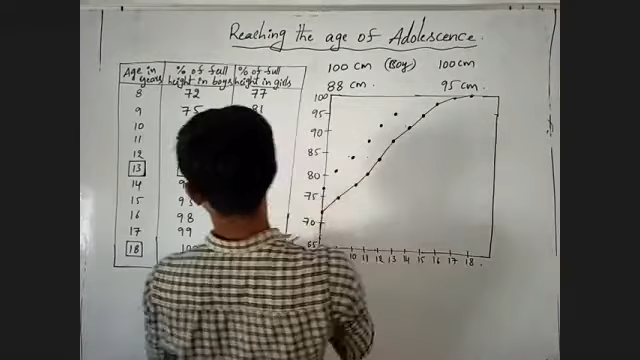 Reaching the age of Adolescence.
Age in years % of full height in boys % of full height in girls
100 cm (Boy) 100 cm
88 cm. 95 cm.
8 72 77
9 75 81
10
11
12
13
14 9
15 95
16 98
17 99
18 10
100
95
90
85
80
75
70
65
10 11 12 13 14 15 16 17 18 .